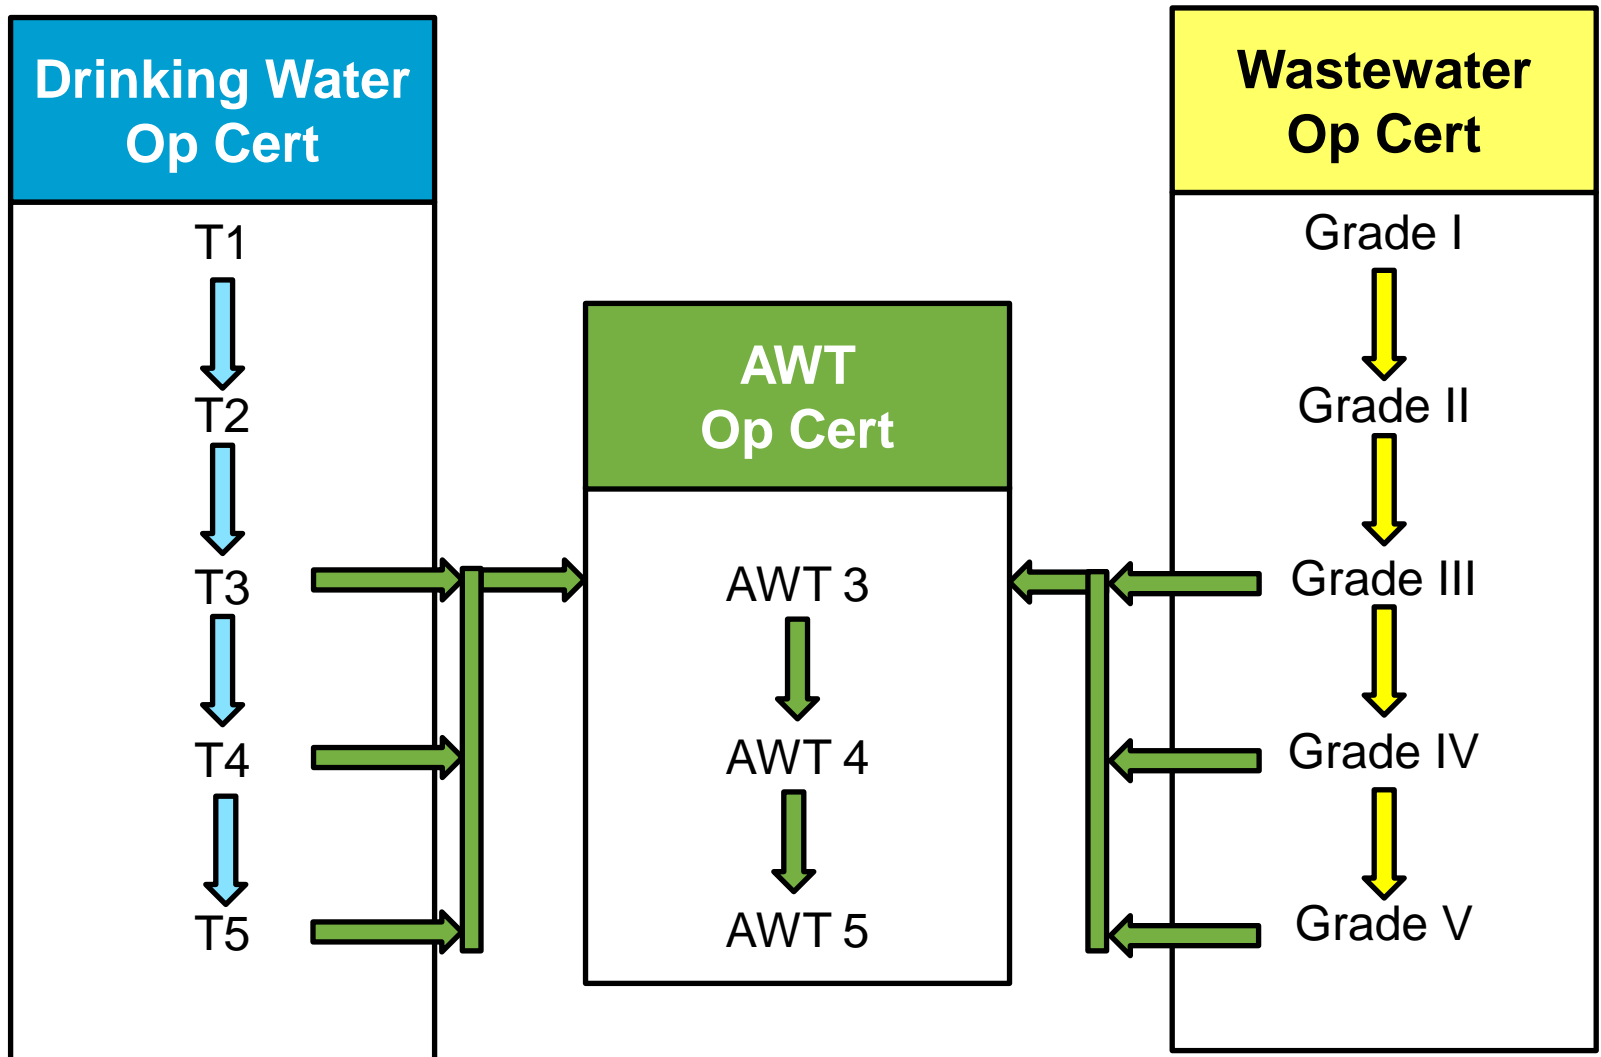 Drinking Water
Op Cert
T1
T2
T3
T4
T5
AWT
Op Cert
AWT 3
AWT 4
AWT 5
Wastewater
Op Cert
Grade I
Grade II
Grade III
Grade IV
Grade V